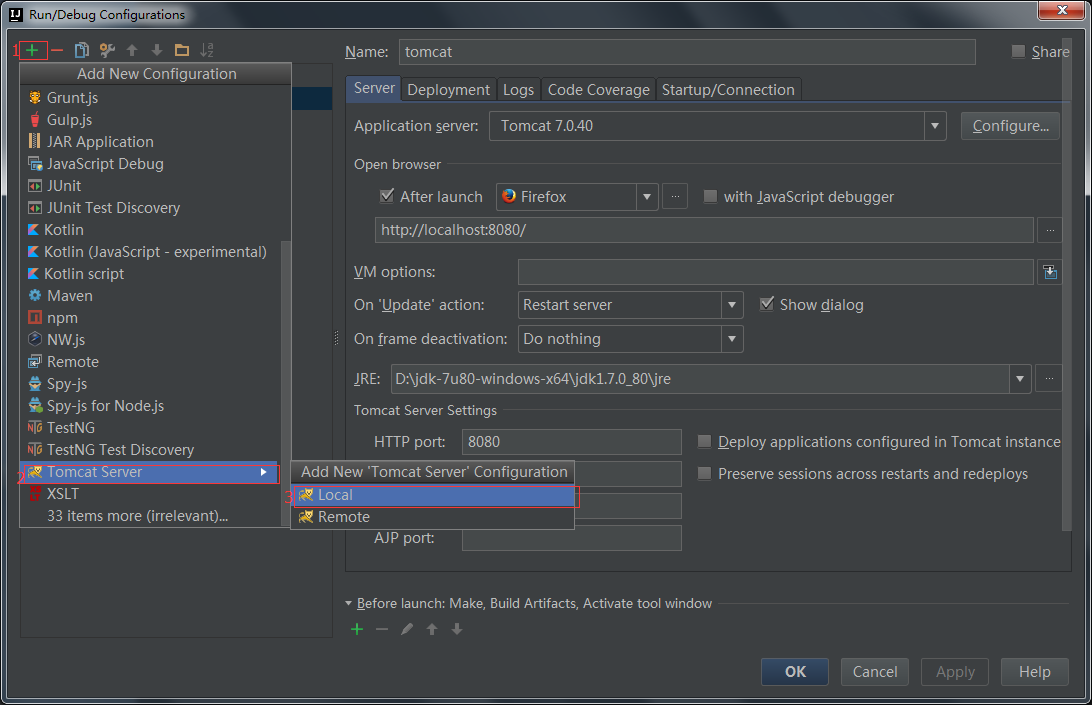 Run/Debug Configurations
1
Name: tomcat
Share
Add New Configuration
Grunt.js
Gulp.js
JAR Application
JavaScript Debug
JUnit
JUnit Test Discovery
Kotlin
Kotlin (JavaScript - experimental)
Kotlin script
Maven
npm
NW.js
Remote
Spy-js
Spy-js for Node.js
TestNG
TestNG Test Discovery
2 Tomcat Server
XSLT
33 items more (irrelevant)...
Add New 'Tomcat Server' Configuration
3 Local
Remote
Server Deployment Logs Code Coverage Startup/Connection
Application server: Tomcat 7.0.40 Configure...
Open browser
After launch Firefox ... with JavaScript debugger
http://localhost:8080/ ...
VM options:
On 'Update' action: Restart server Show dialog
On frame deactivation: Do nothing
JRE: D:\jdk-7u80-windows-x64\jdk1.7.0_80\jre ...
Tomcat Server Settings
HTTP port: 8080 Deploy applications configured in Tomcat instance
Preserve sessions across restarts and redeploys
AJP port:
Before launch: Make, Build Artifacts, Activate tool window
OK Cancel Apply Help